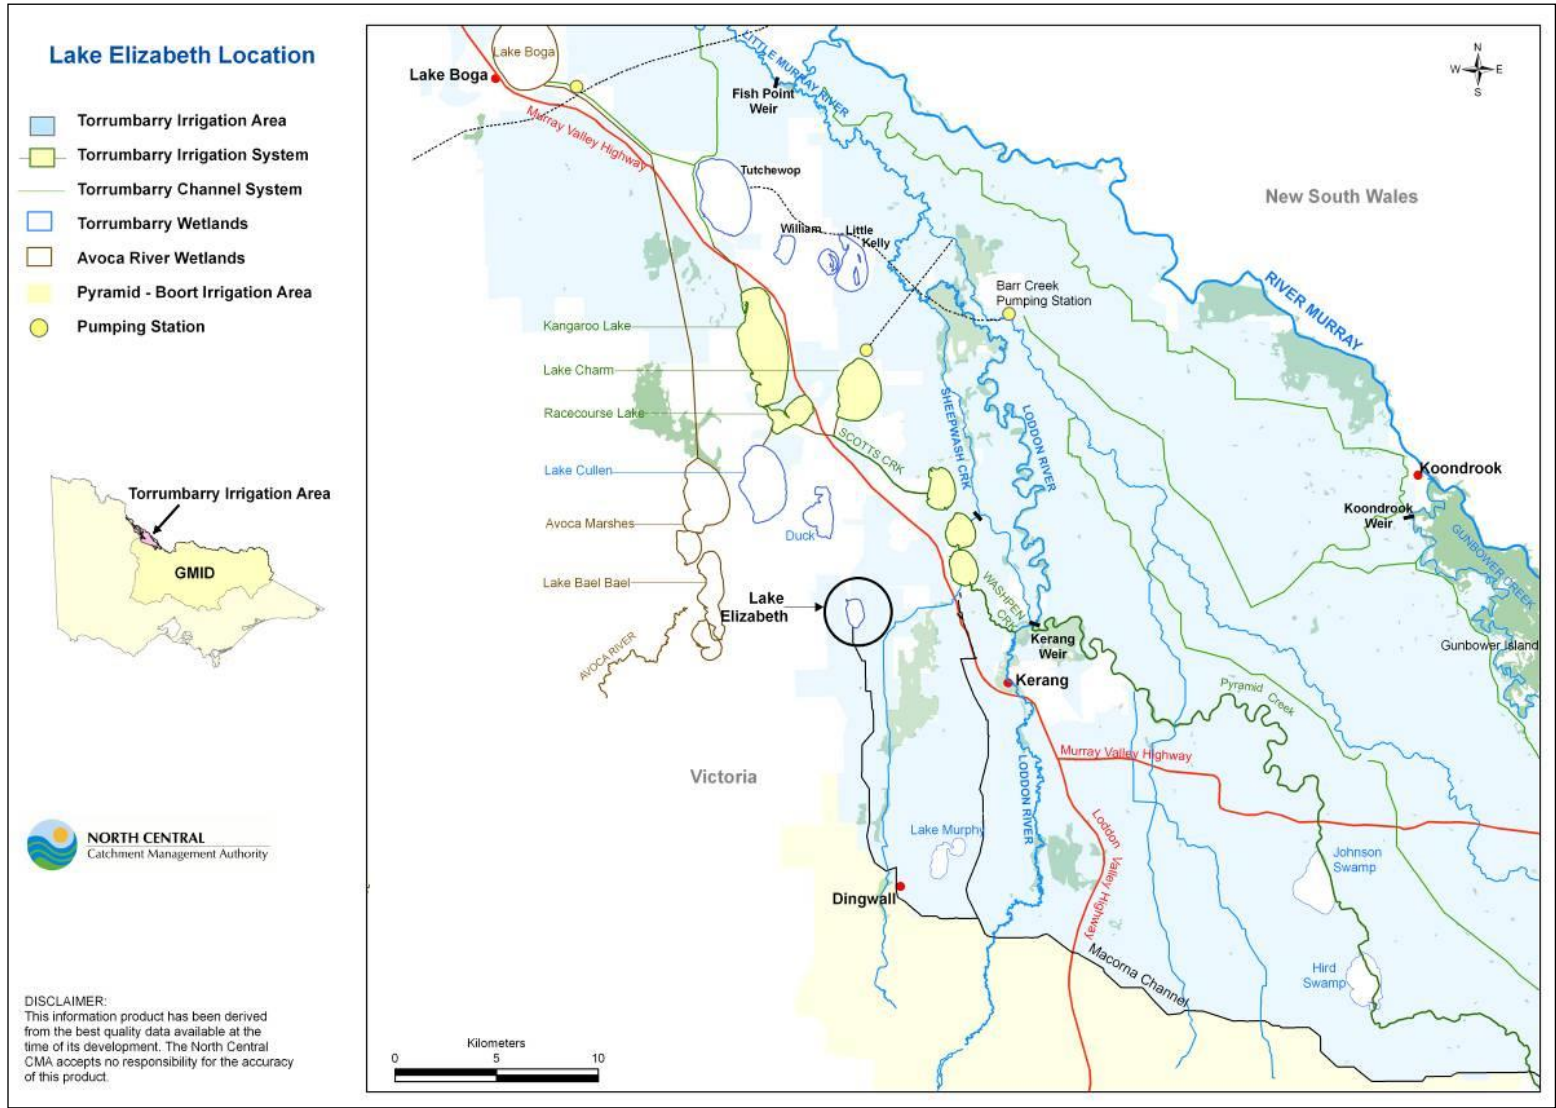 Lake Elizabeth Location
Torrumbarry Irrigation Area
Torrumbarry Irrigation System
Torrumbarry Channel System
Torrumbarry Wetlands
Avoca River Wetlands
Pyramid - Boort Irrigation Area
Pumping Station
Torrumbarry Irrigation Area
GMID
NORTH CENTRAL
Catchment Management Authority
DISCLAIMER:
This information product has been derived
from the best quality data available at the
time of its development. The North Central
CMA accepts no responsibility for the accuracy
of this product.
Lake Boga
Lake Boga
LITTLE MURRAY RIVER
Fish Point
Weir
N
W
E
S
Murray Valley Highway
Tutchewop
New South Wales
William
Little
Kelly
Barr Creek
Pumping Station
RIVER MURRAY
Kangaroo Lake
Lake Charm
Racecourse Lake
SCOTTS CRK
SHEEPWASH CRK
LODDON RIVER
Lake Cullen
Koondrook
Koondrook
Weir
Avoca Marshes
Duck
GUNBOWER CREEK
Lake Bael Bael
Lake
Elizabeth
WASHPEN
CRK
Kerang
Weir
Gunbower Island
AVOCA RIVER
Kerang
Pyramid Creek
Murray Valley Highway
Victoria
LODDON RIVER
Loddon Valley Highway
Lake Murphy
Johnson
Swamp
Dingwall
Macorna Channel
Hird
Swamp
Kilometers
0
5
10